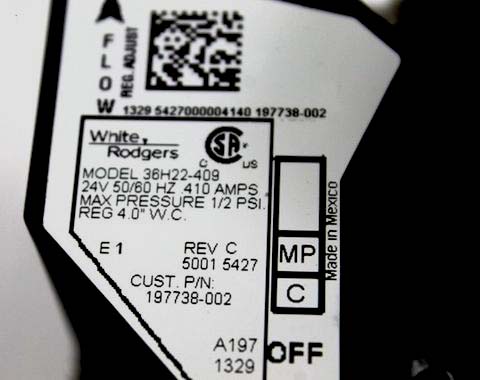 FLOW
REG. ADJUST
1329 5427000004140 197738-002
White,
Rodgers
C SA US
MODEL 36H22-409
24V 50/60 HZ .410 AMPS
MAX PRESSURE 1/2 PSI.
REG 4.0" W.C.
E 1 REV C
5001 5427
CUST. P/N:
197738-002
A197
1329
MP
C
OFF
Made in Mexico